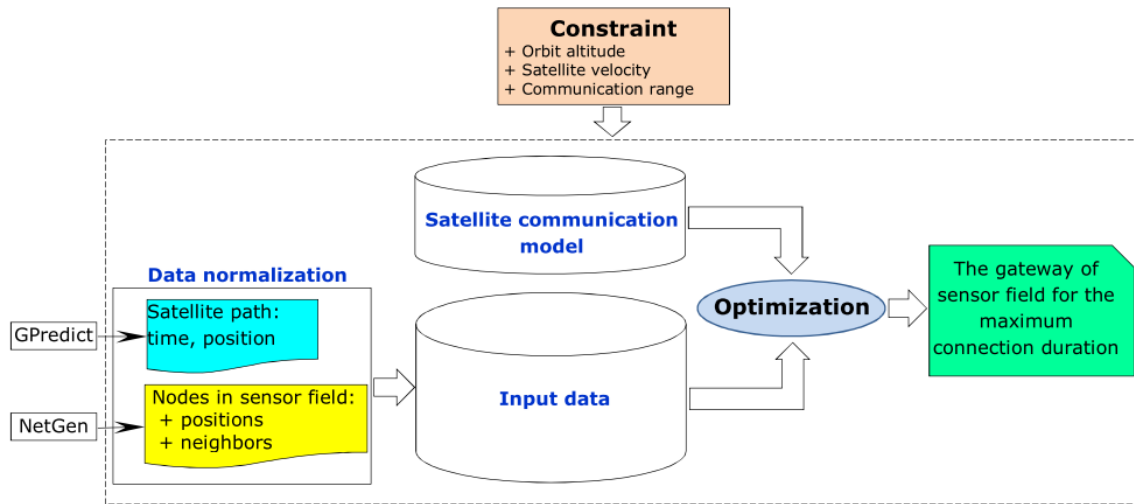 Constraint
+ Orbit altitude
+ Satellite velocity
+ Communication range
Satellite communication
model
Data normalization
Satellite path:
time, position
GPredict
Nodes in sensor field:
+ positions
+ neighbors
NetGen
Input data
Optimization
The gateway of
sensor field for the
maximum
connection duration